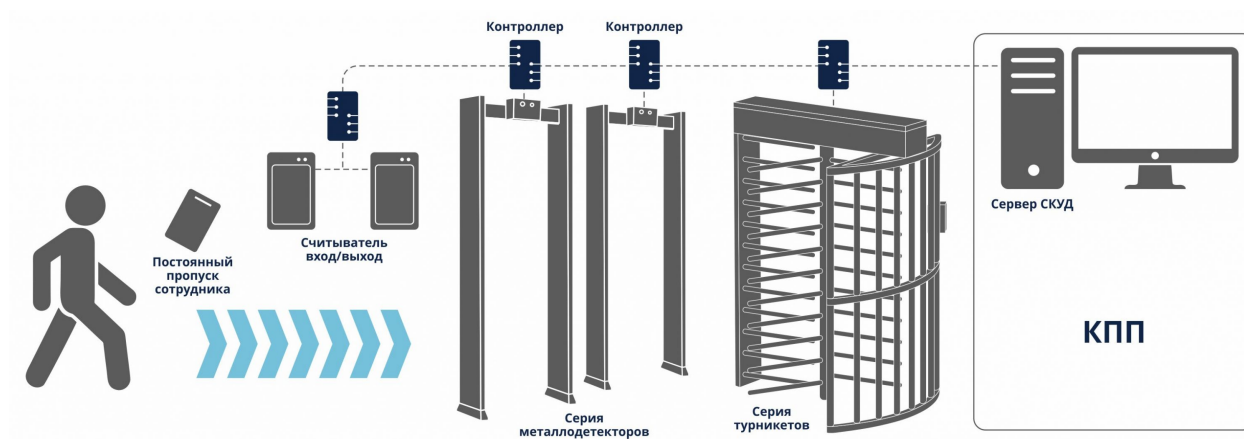 Контроллер
Контроллер
Постоянный
пропуск
сотрудника
Считыватель
вход/выход
Серия
металлодетекторов
Серия
турникетов
Сервер СКУД
КПП